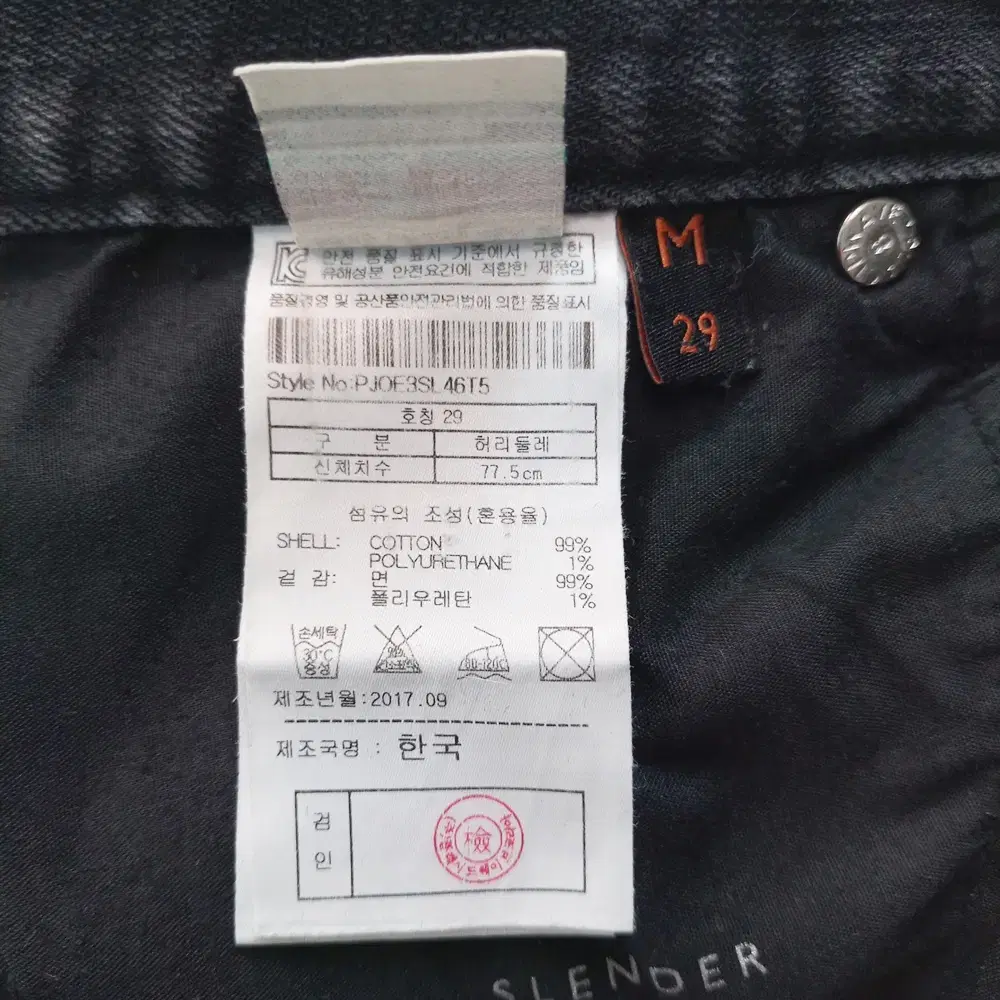 안전 품질 표시 기준에서 규정한
유해성분 안전요건에 적합한 제품임
품질경영 및 공산품안전관리법에 의한 품질표시
Style No:PJOE3SL46T5
호칭 29
구 분 허리둘레
신체치수 77.5cm
섬유의 조성(혼용율)
SHELL: COTTON 99%
POLYURETHANE 1%
겉 감: 면 99%
폴리우레탄 1%
손세탁
30°C
중성
80-120C
제조년월:2017.09
제조국명 : 한국
검
인
檢
M
29
SLENDER